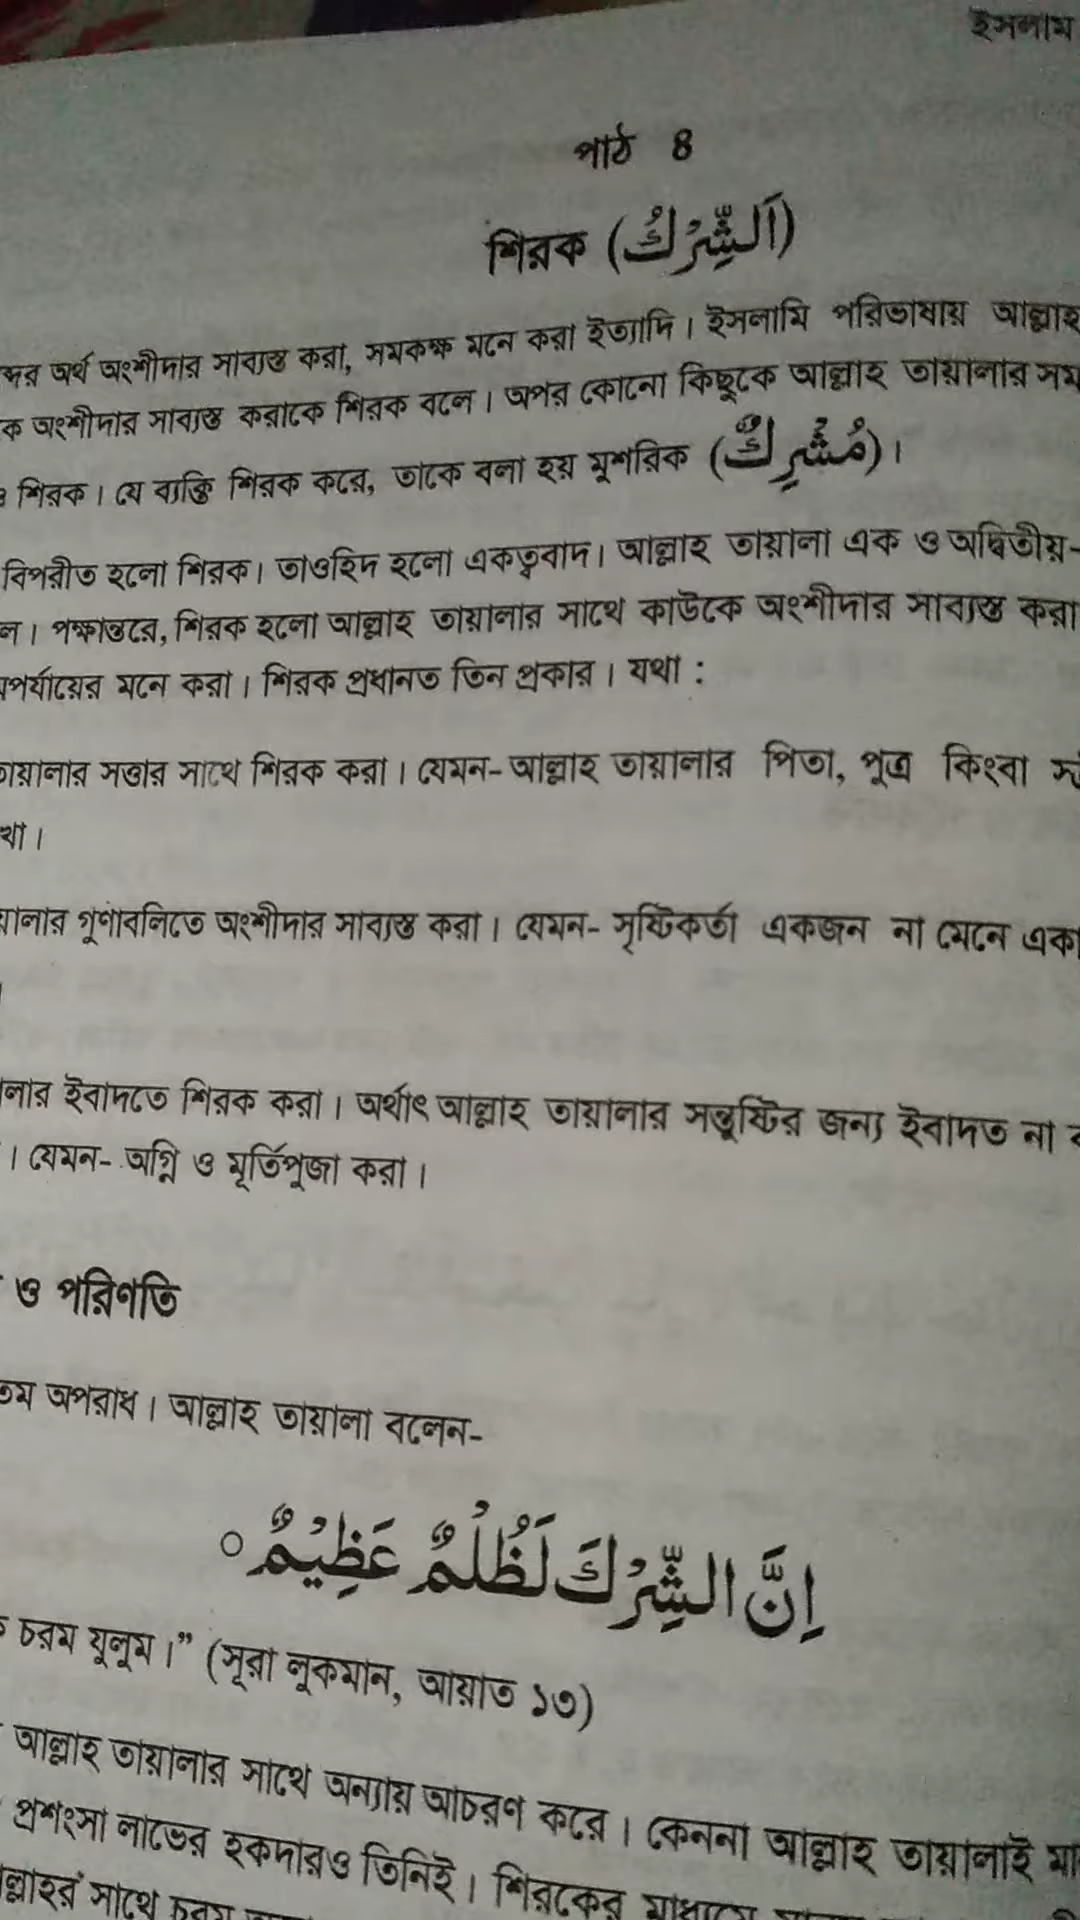 ইসলাম
পাঠ ৪
শিরক (اَلشِّرْكُ)
অর্থ অংশীদার সাব্যস্ত করা, সমকক্ষ মনে করা ইত্যাদি। ইসলামি পরিভাষায় আল্লাহ
অংশীদার সাব্যস্ত করাকে শিরক বলে। অপর কোনো কিছুকে আল্লাহ তায়ালার
শিরক। যে ব্যক্তি শিরক করে, তাকে বলা হয় মুশরিক (مُشْرِكٌ)।
বিপরীত হলো শিরক। তাওহিদ হলো একত্ববাদ। আল্লাহ তায়ালা এক ও অদ্বিতীয়-
পক্ষান্তরে, শিরক হলো আল্লাহ তায়ালার সাথে কাউকে অংশীদার সাব্যস্ত করা
মনে করা। শিরক প্রধানত তিন প্রকার। যথা :
সত্তার সাথে শিরক করা। যেমন- আল্লাহ তায়ালার পিতা, পুত্র কিংবা
গুণাবলিতে অংশীদার সাব্যস্ত করা। যেমন- সৃষ্টিকর্তা একজন না মেনে
ইবাদতে শিরক করা। অর্থাৎ আল্লাহ তায়ালার সন্তুষ্টির জন্য ইবাদত না
। যেমন- অগ্নি ও মূর্তিপুজা করা।
ও পরিণতি
অপরাধ। আল্লাহ তায়ালা বলেন-
اِنَّ الشِّرْكَ لَظُلْمٌ عَظِيْمٌ ○
চরম যুলুম।” (সূরা লুকমান, আয়াত ১৩)
আল্লাহ তায়ালার সাথে অন্যায় আচরণ করে। কেননা আল্লাহ তায়ালাই
প্রশংসা লাভের হকদারও তিনিই। শিরকের
সাথে চরম